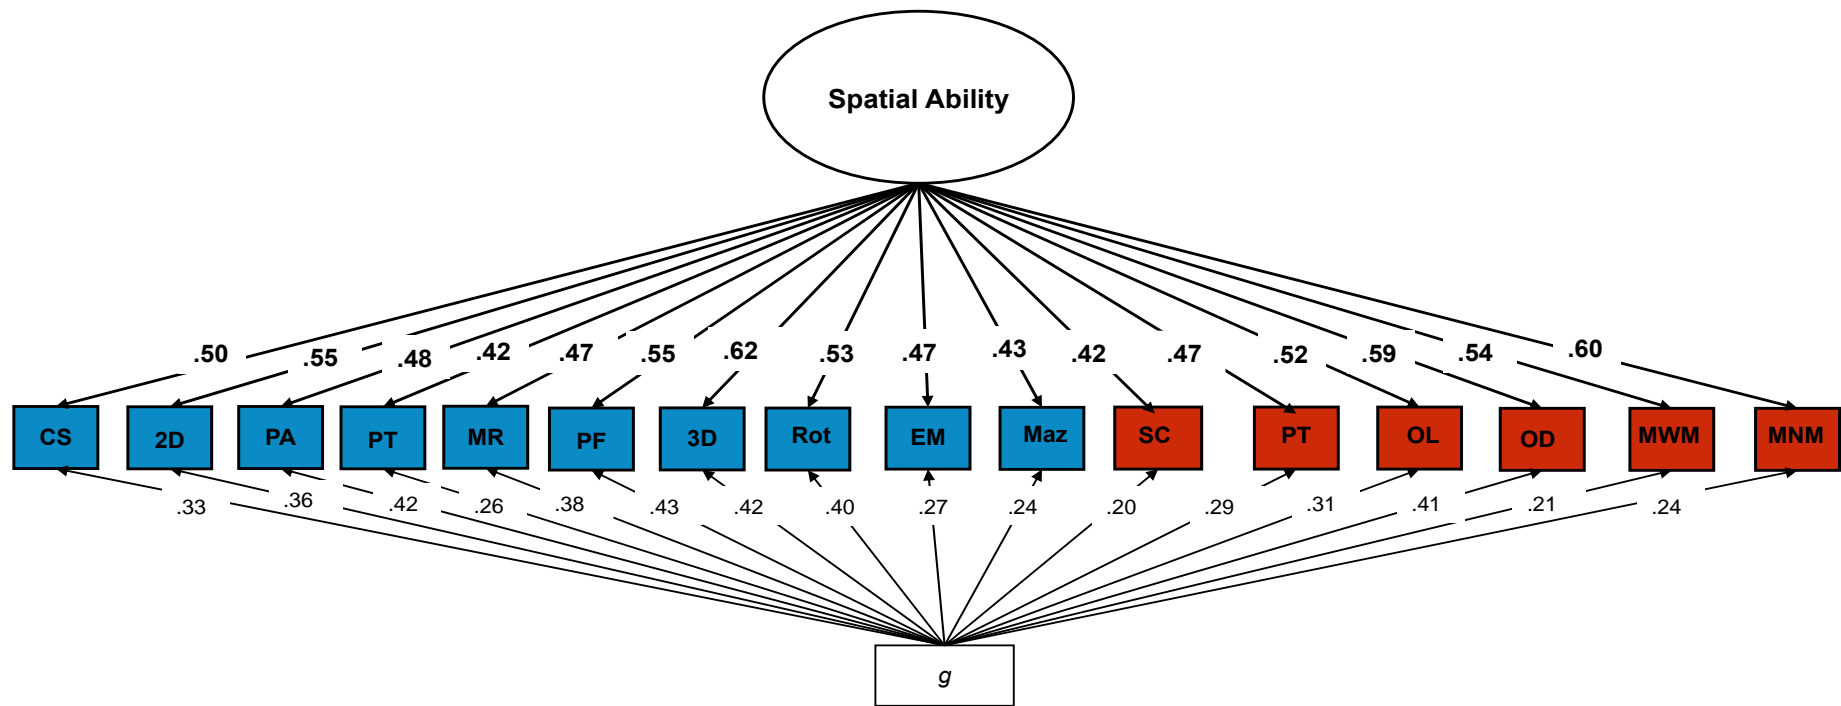 Spatial Ability
.50 .55 .48 .42 .47 .55 .62 .53 .47 .43 .42 .47 .52 .59 .54 .60
CS 2D PA PT MR PF 3D Rot EM Maz SC PT OL OD MWM MNM
.33 .36 .42 .26 .38 .43 .42 .40 .27 .24 .20 .29 .31 .41 .21 .24
g